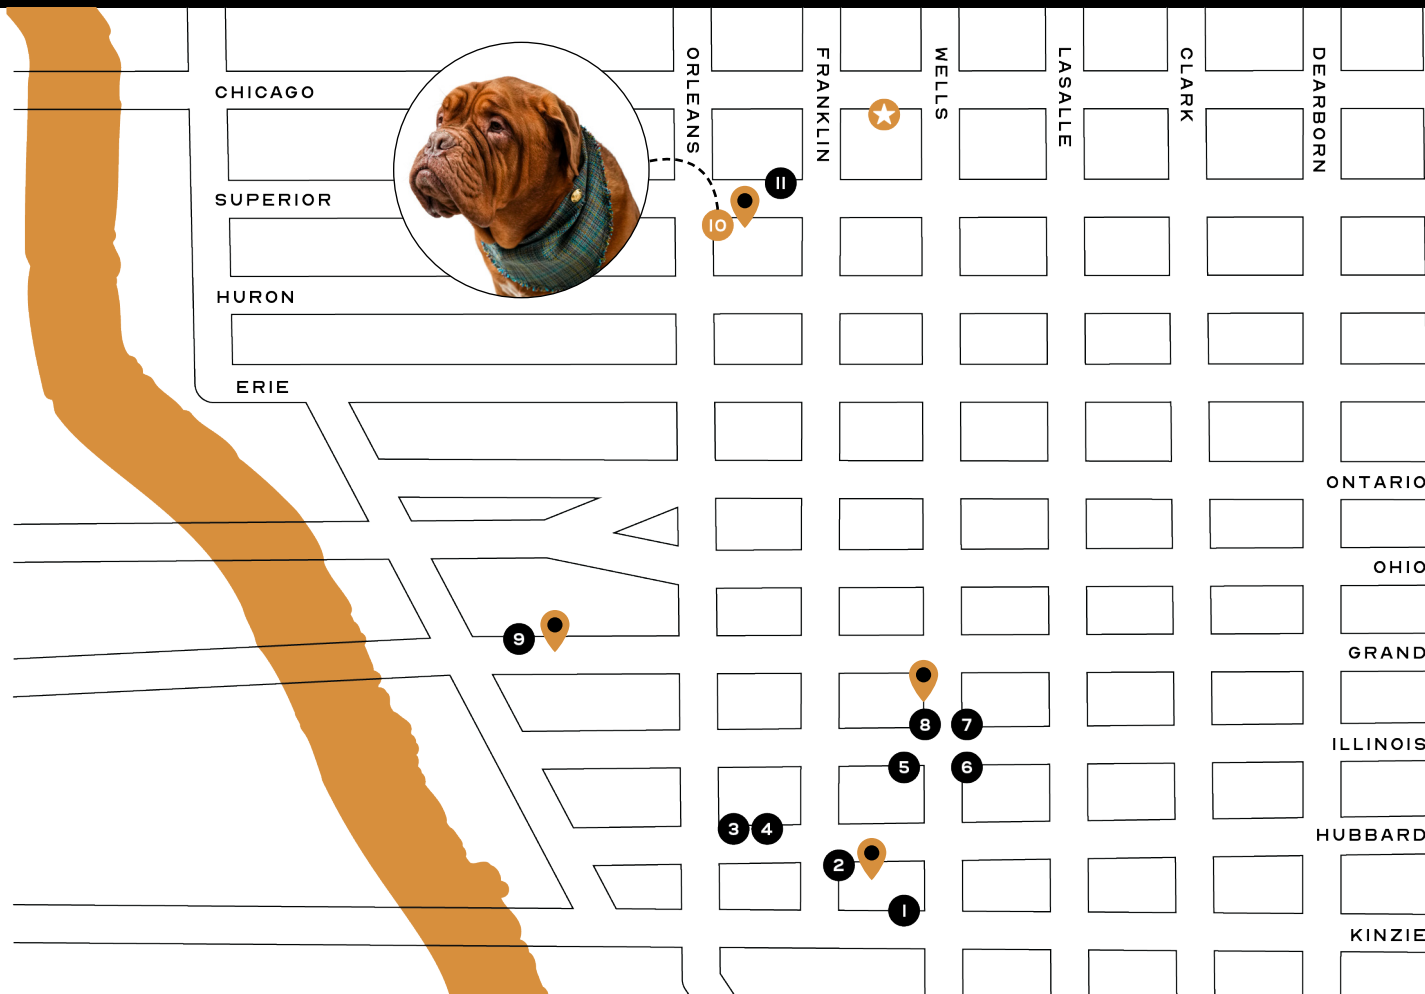 ORLEANS
FRANKLIN
WELLS
LASALLE
CLARK
DEARBORN
CHICAGO
11
SUPERIOR
10
HURON
ERIE
ONTARIO
OHIO
9
GRAND
8
7
ILLINOIS
5
6
3
4
HUBBARD
2
1
KINZIE